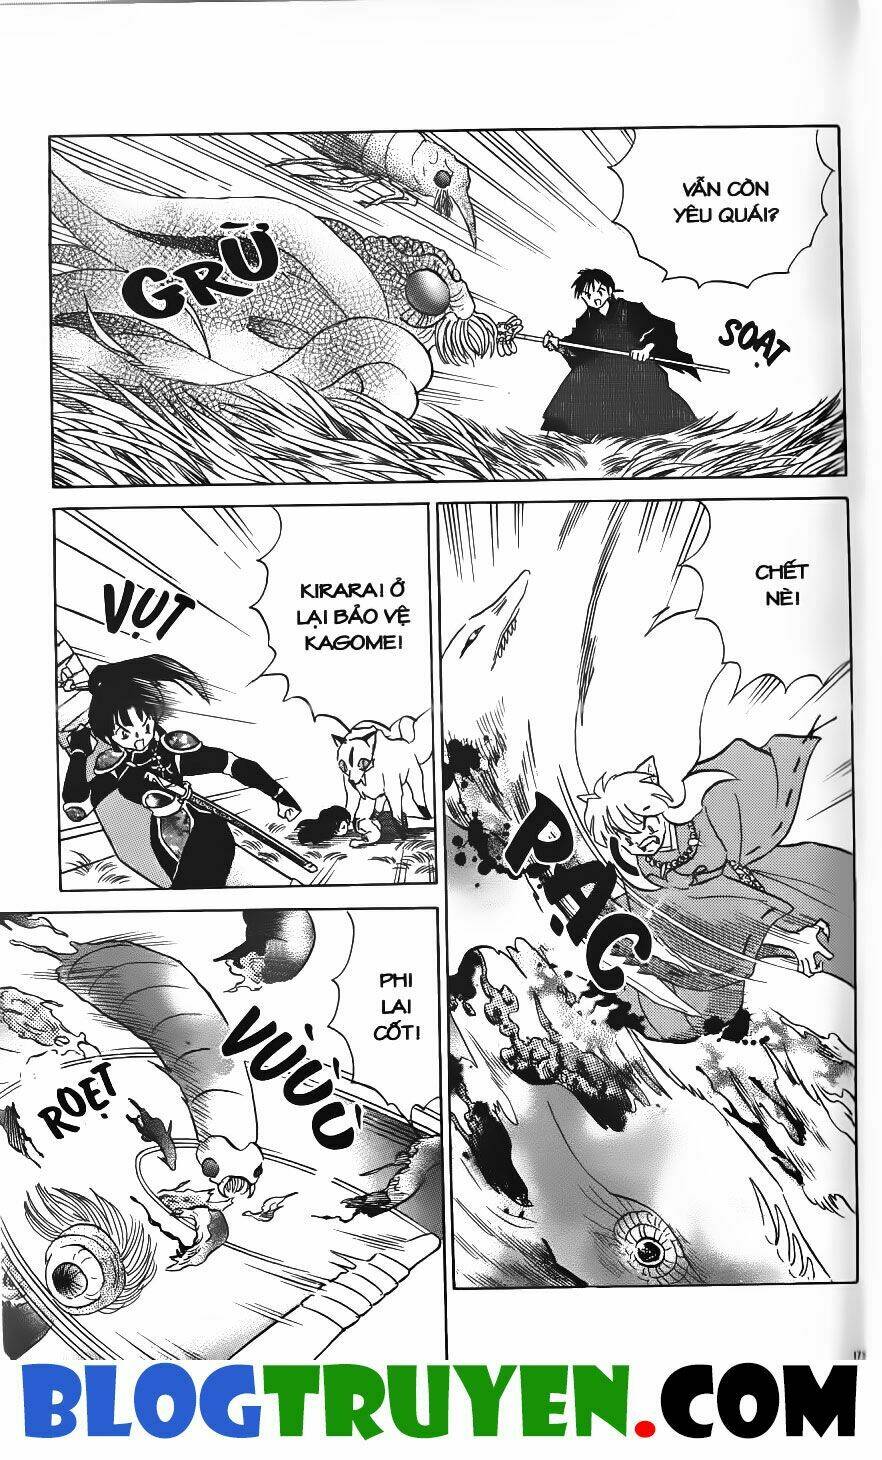 VẪN CÒN
YÊU QUÁI?
GRỪ
SOẠT
CHẾT
NÈ!
PẠC
KIRARA! Ở
LẠI BẢO VỆ
KAGOME!
VỤT
PHI
LAI
CỐT!
VÙÙÙ
ROẸT
BLOGTRUYEN.COM